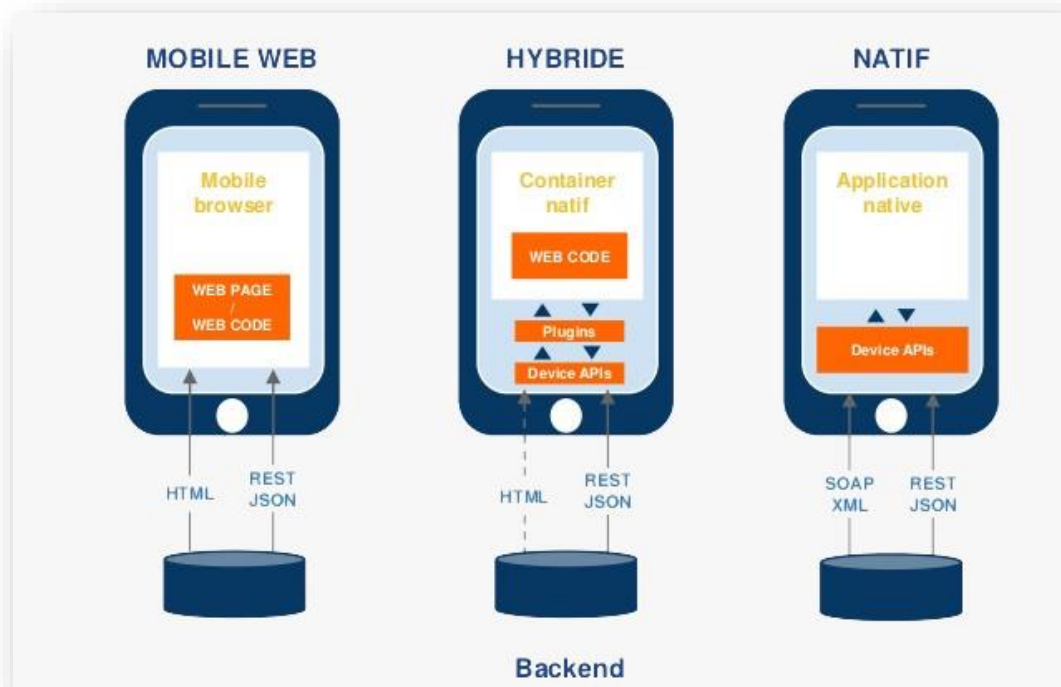 MOBILE WEB
Mobile
browser
WEB PAGE
/
WEB CODE
HTML
REST
JSON
HYBRIDE
Container
natif
WEB CODE
Plugins
Device APIs
HTML
REST
JSON
NATIF
Application
native
Device APIs
SOAP
XML
REST
JSON
Backend